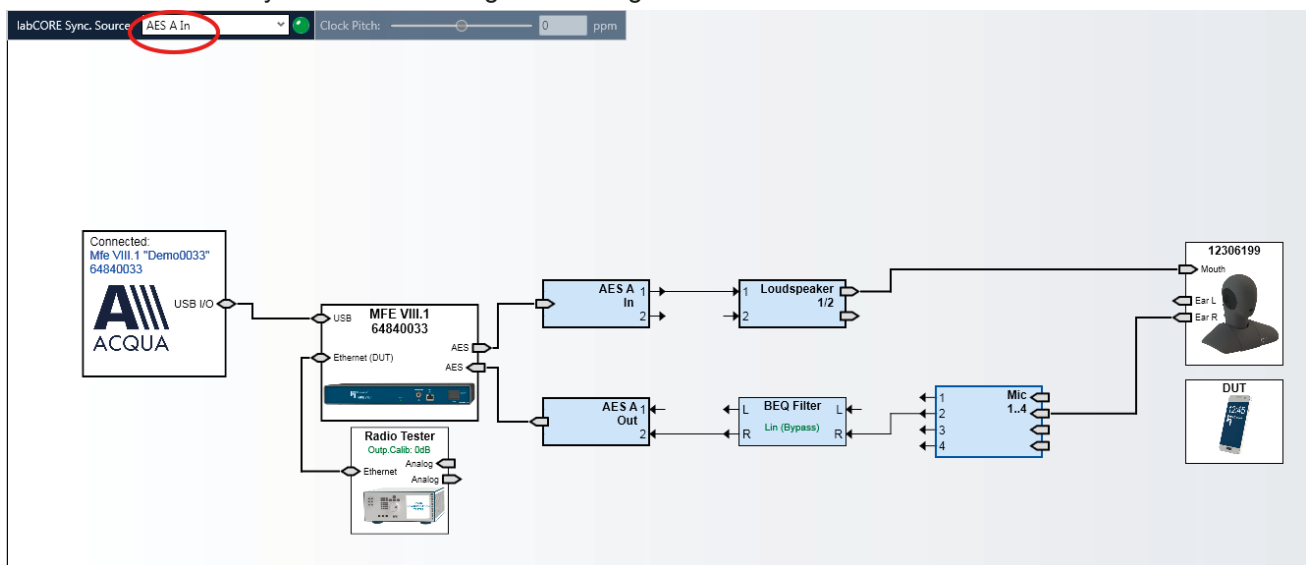 labCORE Sync. Source: AES A In Clock Pitch: 0 ppm
Connected:
Mfe VIII.1 "Demo0033"
64840033
USB I/O
ACQUA
MFE VIII.1
64840033
USB
Ethernet (DUT)
AES
AES
Radio Tester
Outp.Calib: 0dB
Analog
Ethernet
Analog
AES A 1
In
2
1 Loudspeaker
1/2
2
AES A 1
Out
2
BEQ Filter
L L
Lin (Bypass)
R R
1 Mic
2 1..4
3
4
12306199
Mouth
Ear L
Ear R
DUT
12:45